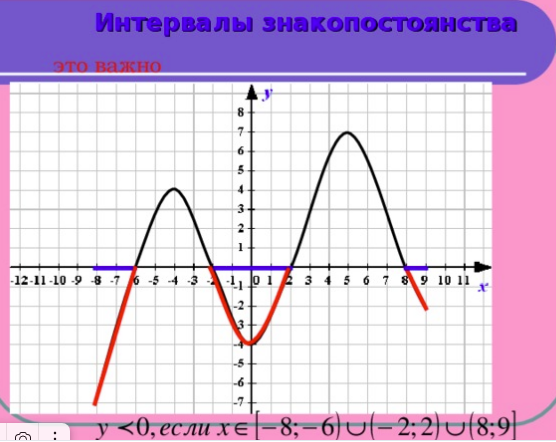 Интервалы знакопостоянства
это важно
y
8
7
6
5
4
3
2
1
-12 -11 -10 -9 -8 -7 -6 -5 -4 -3 -2 -1 0 1 2 3 4 5 6 7 8 9 10 11
x
-1
-2
-3
-4
-5
-6
-7
y ≺0, если x ∈ [−8;−6) ∪ (−2;2) ∪ (8;9]